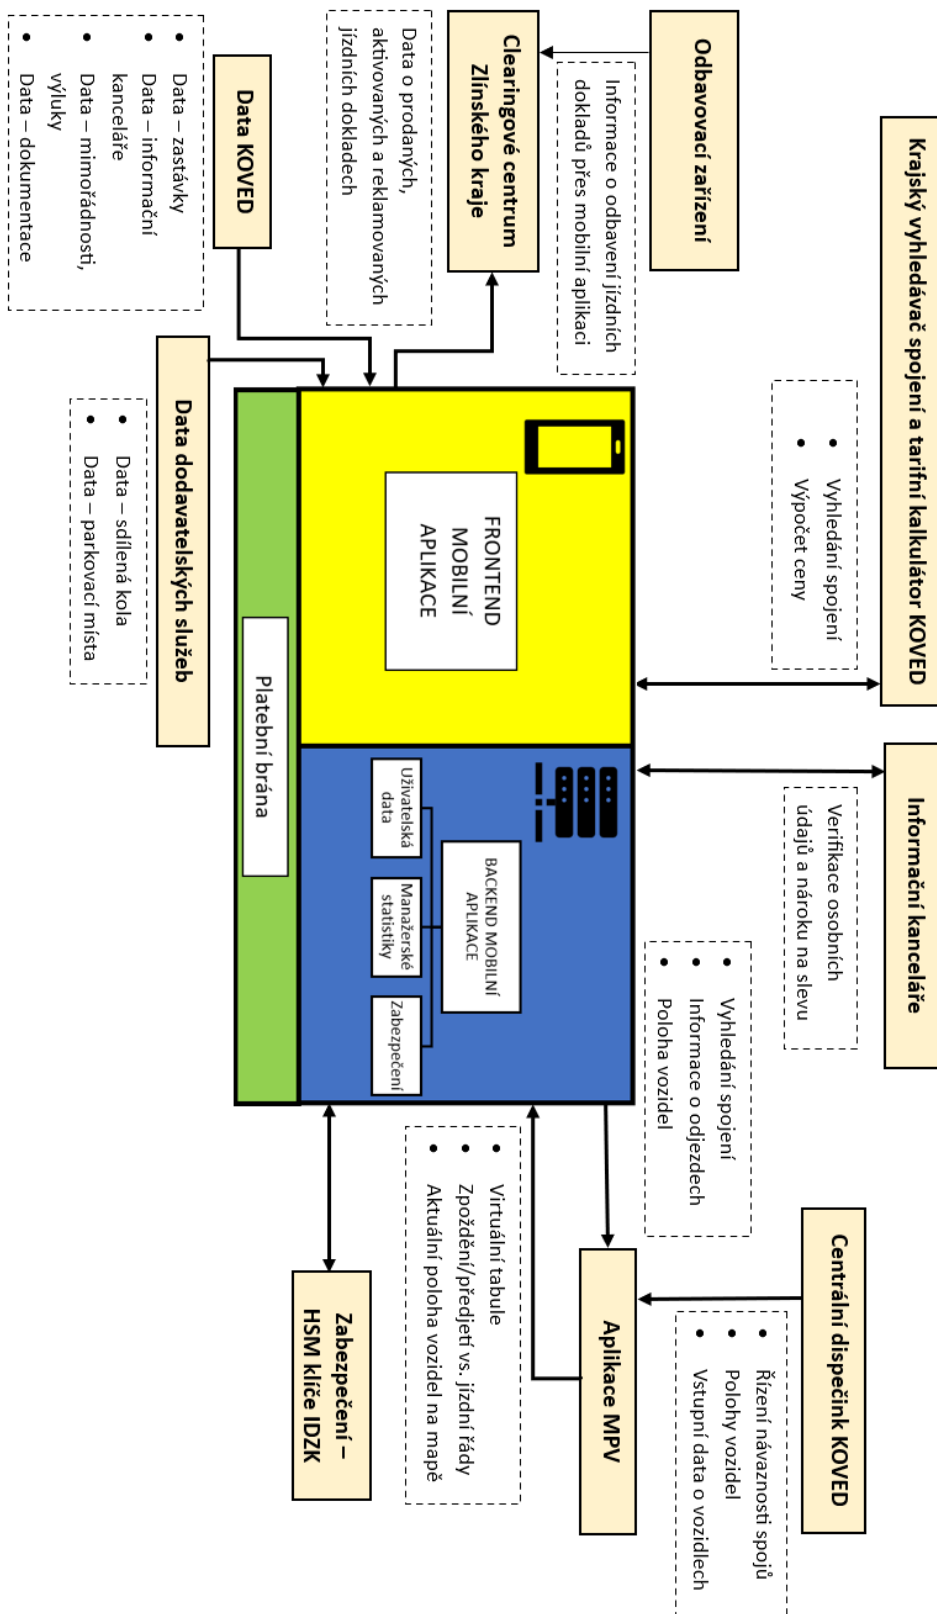 Krajský vyhledávač spojení a tarifní kalkulátor KOVED
Informační kanceláře
Centrální dispečink KOVED
Odbavovací zařízení
• Vyhledání spojení
• Výpočet ceny
Verifikace osobních
údajů a nároku na slevu
• Řízení návaznosti spojů
• Polohy vozidel
• Vstupní data o vozidlech
Informace o odbavení jízdních
dokladů přes mobilní aplikaci
• Vyhledání spojení
• Informace o odjezdech
• Poloha vozidel
Clearingové centrum
Zlínského kraje
Aplikace MPV
Data o prodaných,
aktivovaných a reklamovaných
jízdních dokladech
FRONTEND
MOBILNÍ
APLIKACE
BACKEND MOBILNÍ
APLIKACE
Uživatelská
data
Manažerské
statistiky
Zabezpečení
• Virtuální tabule
• Zpoždění/předjetí vs. jízdní řády
• Aktuální poloha vozidel na mapě
Data KOVED
• Data – zastávky
• Data – informační
kanceláře
• Data – mimořádnosti,
výluky
• Data – dokumentace
Platební brána
Zabezpečení –
HSM klíče IDZK
Data dodavatelských služeb
• Data – sdílená kola
• Data – parkovací místa